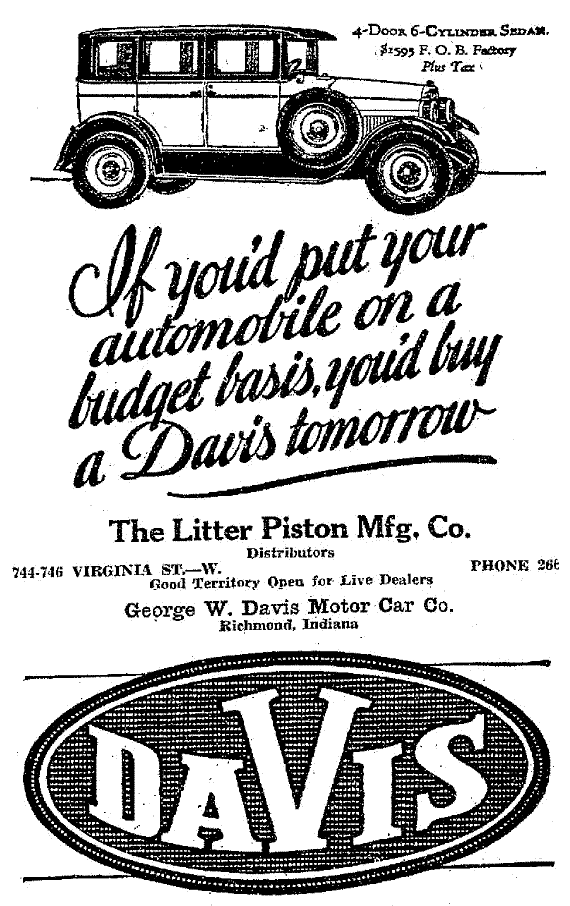 4-Door 6-Cylinder Sedan.
$1595 F. O. B. Factory
Plus Tax
If you'd put your
automobile on a
budget basis, you'd buy
a Davis tomorrow
The Litter Piston Mfg. Co.
Distributors
744-746 VIRGINIA ST.—W. PHONE 266
Good Territory Open for Live Dealers
George W. Davis Motor Car Co.
Richmond, Indiana
DAVIS